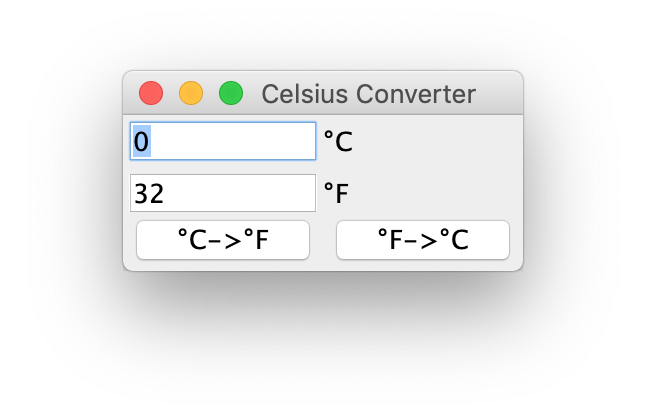 Celsius Converter
0 °C
32 °F
°C->°F °F->°C